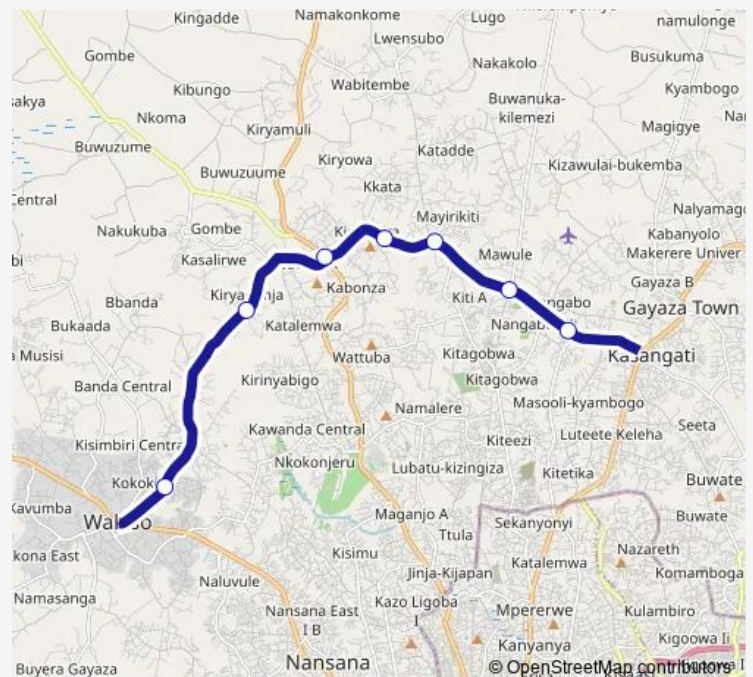 Kingadde
Namakonkome
Lugo
namulonge
Gombe
Lwensubo
Nakakolo
Busukuma
Kibungo
Wabitembe
Kyambogo
Nkoma
Buwanuka-
kilemezi
Kiryamuli
Magigye
Buwuzume
Katadde
Kiryowa
Kizawulai-bukemba
Buwuzuume
Kkata
Central
Mayirikiti
Nakukuba
Gombe
Kabanyolo
Kasalirwe
Mawule
Makerere Univer
Bbanda
Kabonza
Kiti A
Gayaza B
Gayaza Town
Bukaada
Katalemwa
Kasangati
a Musisi
Wattuba
Kitagobwa
Banda Central
Kirinyabigo
Kitagobwa
Masooli-kyambogo
Namalere
Kisimbiri Centra
Kawanda Central
Kiteezi
Luteete Keleha
Seeta
Nkokonjeru
Lubatu-kizingiza
Kitetika
Buwate
Maganjo A
Sekanyonyi
Buwate
kona East
Kisimu
Ttula
Nazareth
Naluvule
Jinja-Kijapan
Katalemwa
Komamboga
Namasanga
Nansana East
I B
Kazo Ligoba
I
Mpererwe
Kulambiro
Kanyanya
Kigoowa Ii
Buyera Gayaza
Nansana
© OpenStreetMap contributors